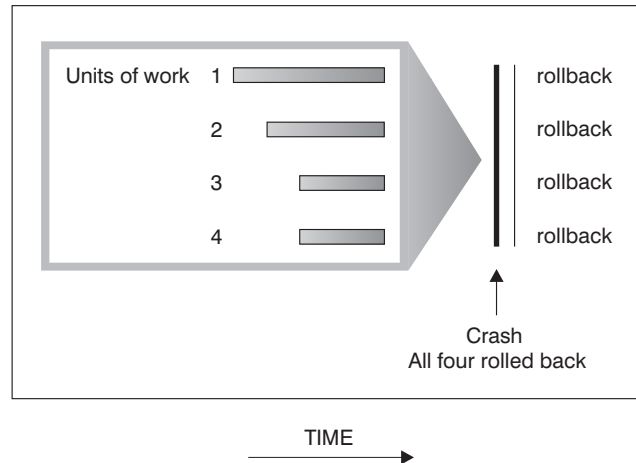 Units of work 1 rollback
2 rollback
3 rollback
4 rollback
Crash
All four rolled back
TIME